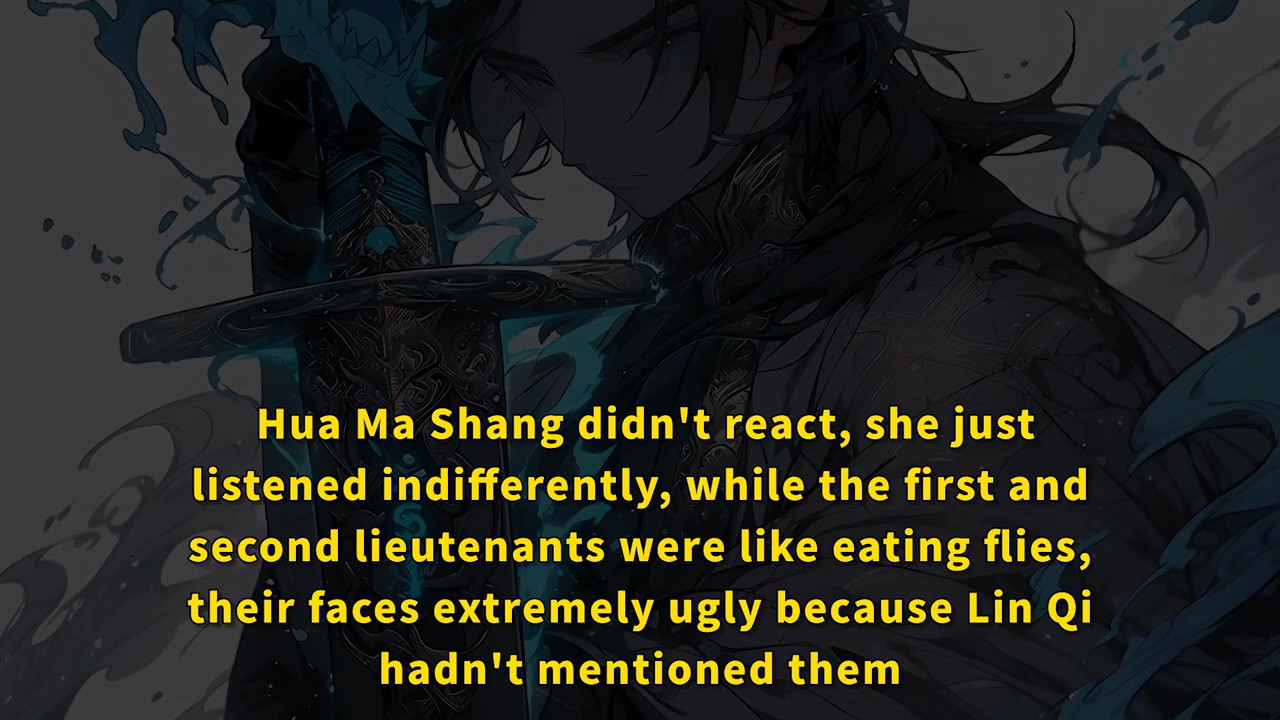 Hua Ma Shang didn't react, she just
listened indifferently, while the first and
second lieutenants were like eating flies,
their faces extremely ugly because Lin Qi
hadn't mentioned them